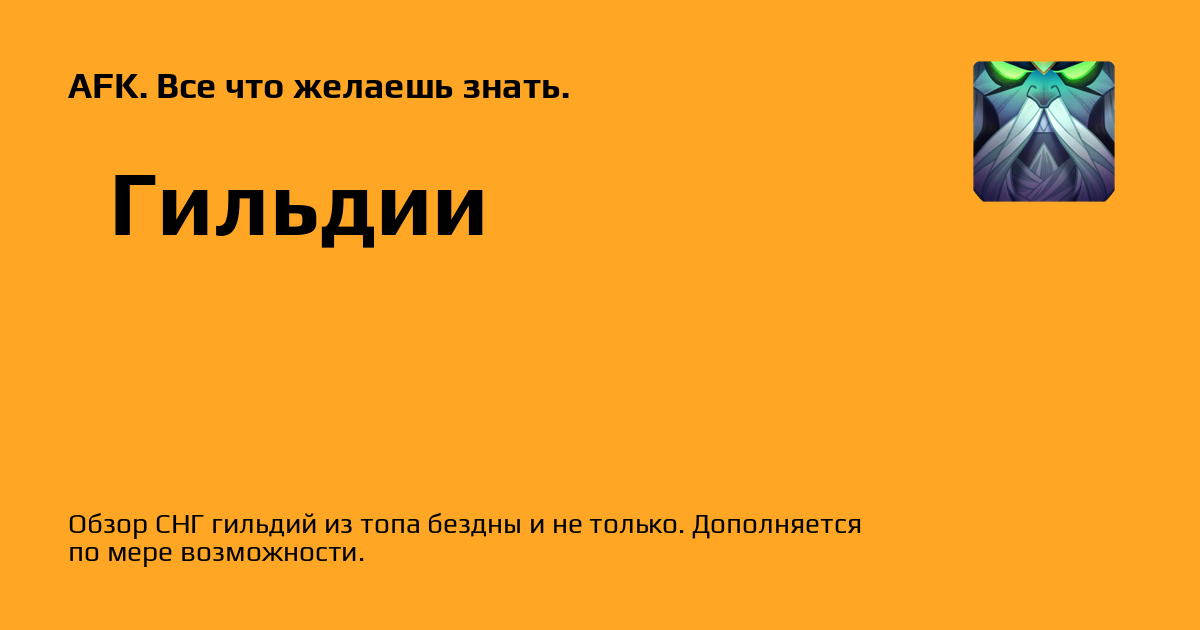 AFK. Все что желаешь знать.
Гильдии
Обзор СНГ гильдий из топа бездны и не только. Дополняется
по мере возможности.